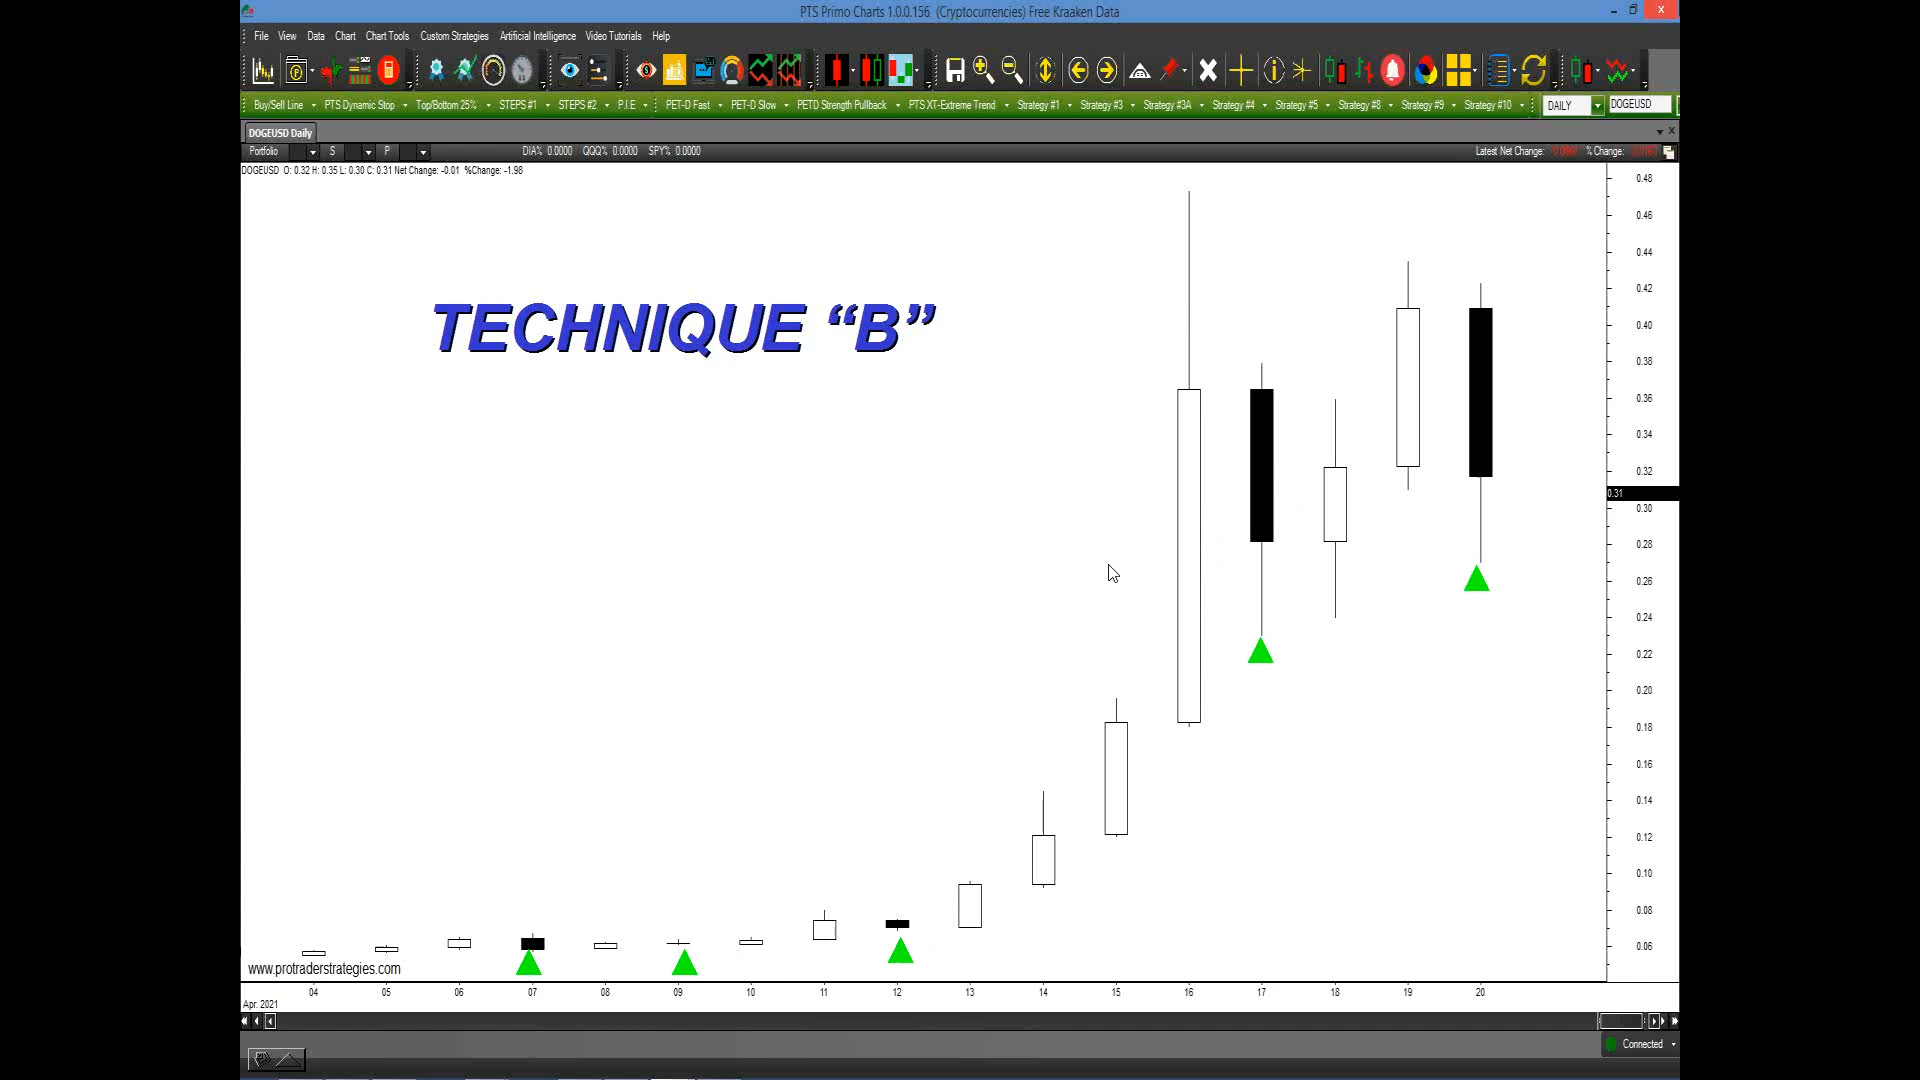 PTS Primo Charts 1.0.0.156 (Cryptocurrencies) Free Kraaken Data
File View Data Chart Chart Tools Custom Strategies Artificial Intelligence Video Tutorials Help
Buy/Sell Line PTS Dynamic Stop Top/Bottom 25% STEPS #1 STEPS #2 P.I.E. PET-D Fast PET-D Slow PETD Strength Pullback PTS XT-Extreme Trend Strategy #1 Strategy #3 Strategy #3A Strategy #4 Strategy #5 Strategy #8 Strategy #9 Strategy #10 DAILY DOGEUSD
DOGEUSD Daily
Portfolio S P DIA% 0.0000 QQQ% 0.0000 SPY% 0.0000 Latest Net Change: % Change:
DOGEUSD O: 0.32 H: 0.35 L: 0.30 C: 0.31 Net Change: -0.01 %Change: -1.98
TECHNIQUE “B”
0.48
0.46
0.44
0.42
0.40
0.38
0.36
0.34
0.32
0.31
0.30
0.28
0.26
0.24
0.22
0.20
0.18
0.16
0.14
0.12
0.10
0.08
0.06
www.protraderstrategies.com
04 05 06 07 08 09 10 11 12 13 14 15 16 17 18 19 20
Apr. 2021
Connected